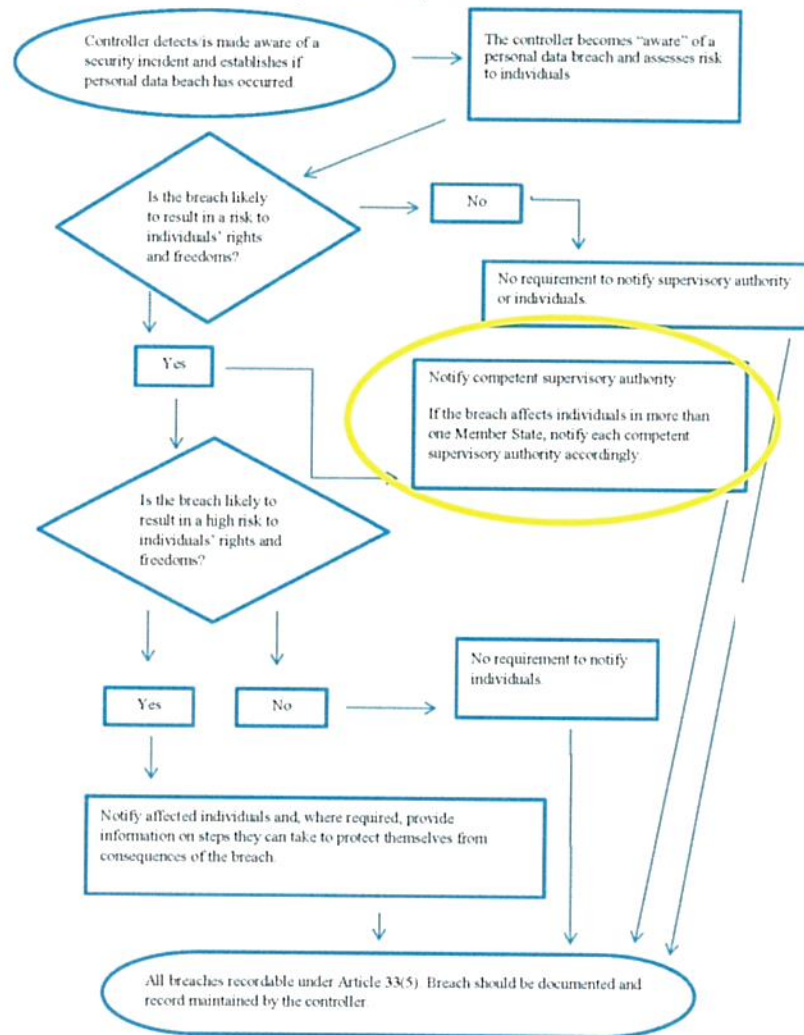 Controller detects/is made aware of a
security incident and establishes if
personal data beach has occurred
The controller becomes “aware” of a
personal data breach and assesses risk
to individuals
Is the breach likely
to result in a risk to
individuals’ rights
and freedoms?
No
No requirement to notify supervisory authority
or individuals.
Yes
Notify competent supervisory authority
If the breach affects individuals in more than
one Member State, notify each competent
supervisory authority accordingly.
Is the breach likely to
result in a high risk to
individuals’ rights and
freedoms?
No requirement to notify
individuals.
Yes
No
Notify affected individuals and, where required, provide
information on steps they can take to protect themselves from
consequences of the breach.
All breaches recordable under Article 33(5). Breach should be documented and
record maintained by the controller.